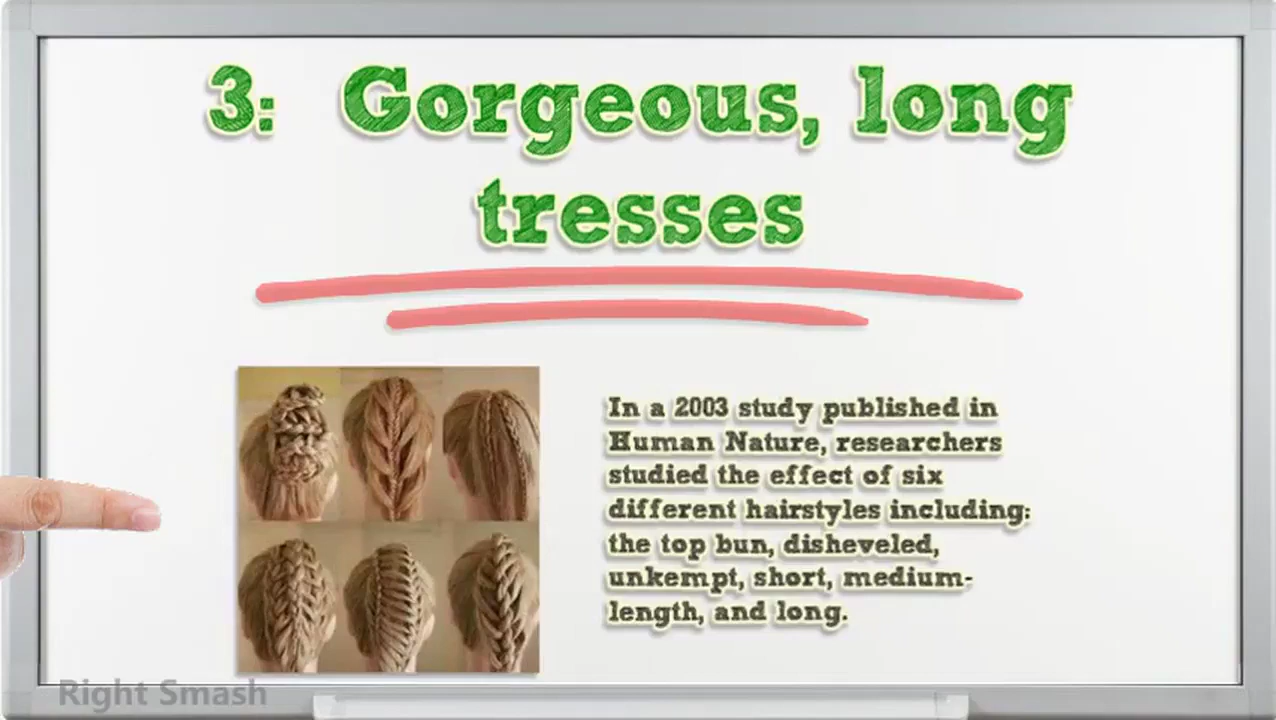 3: Gorgeous, long
tresses
In a 2003 study published in
Human Nature, researchers
studied the effect of six
different hairstyles including:
the top bun, disheveled,
unkempt, short, medium-
length, and long.
Right Smash